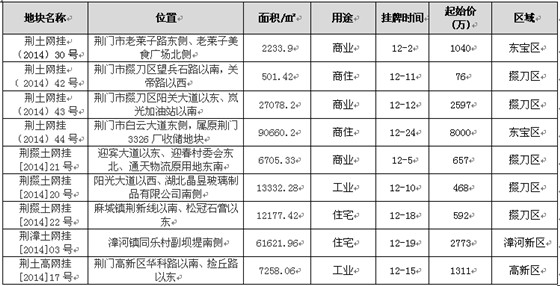 地块名称 位置 面积/㎡ 用途 挂牌时间 起始价（万） 区域
荆土网挂（2014）30号 荆门市老莱子路东侧、老莱子美食广场北侧 2233.9 商业 12-2 1040 东宝区
荆土网挂（2014）42号 荆门市掇刀区望兵石路以南，关帝路以西 501.42 商住 12-11 76 掇刀区
荆土网挂（2014）43号 荆门市掇刀区阳关大道以东、岚光加油站以南 27078.2 商业 12-12 2597 掇刀区
荆土网挂（2014）44号 荆门市白云大道东侧，属原荆门3326厂收储地块 90660.2 商住 12-24 8000 东宝区
荆掇土网挂[2014]21号 迎客大道以东、迎春村委会东北、通天物流原用地东南 6705.33 商业 12-5 657 掇刀区
荆掇土网挂[2014]20号 阳光大道以西、湖北晶昱玻璃制品有限公司南侧 13332.28 工业 12-10 468 掇刀区
荆掇土网挂[2014]22号 麻城镇荆新线以南、松冠石膏以东 12177.42 住宅 12-18 592 掇刀区
荆漳土网挂[2014]03号 漳河镇同乐村副坝堤南侧 61621.96 住宅 12-19 2773 漳河新区
荆土高网挂[2014]17号 荆门高新区华科路以南、捡丘路以东 7258.06 工业 12-15 1311 高新区